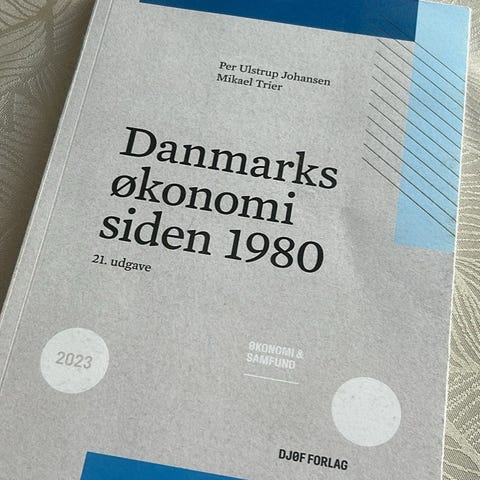 Per Ulstrup Johansen
Mikael Trier
Danmarks
økonomi
siden 1980
21. udgave
2023
ØKONOMI &
SAMFUND
DJØF FORLAG